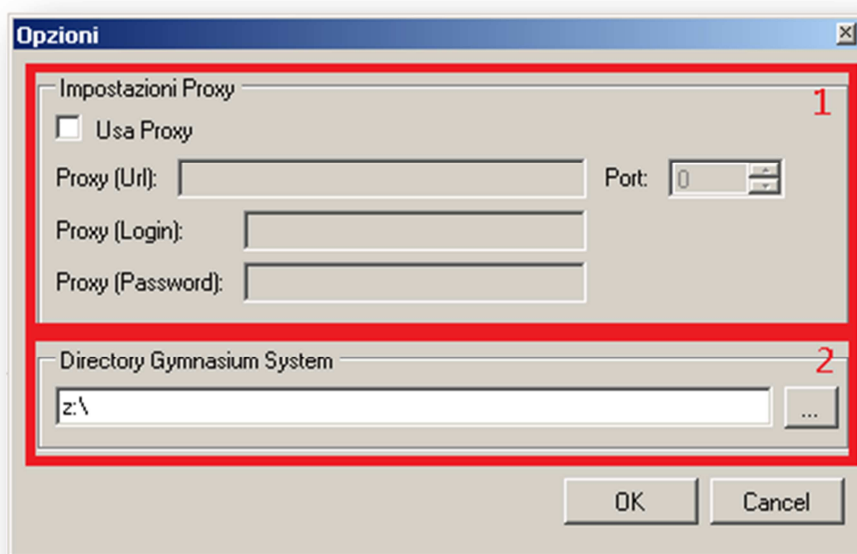 Opzioni
Impostazioni Proxy
1
Usa Proxy
Proxy (Url):
Port: 0
Proxy (Login):
Proxy (Password):
Directory Gymnasium System
2
z:\
...
OK Cancel